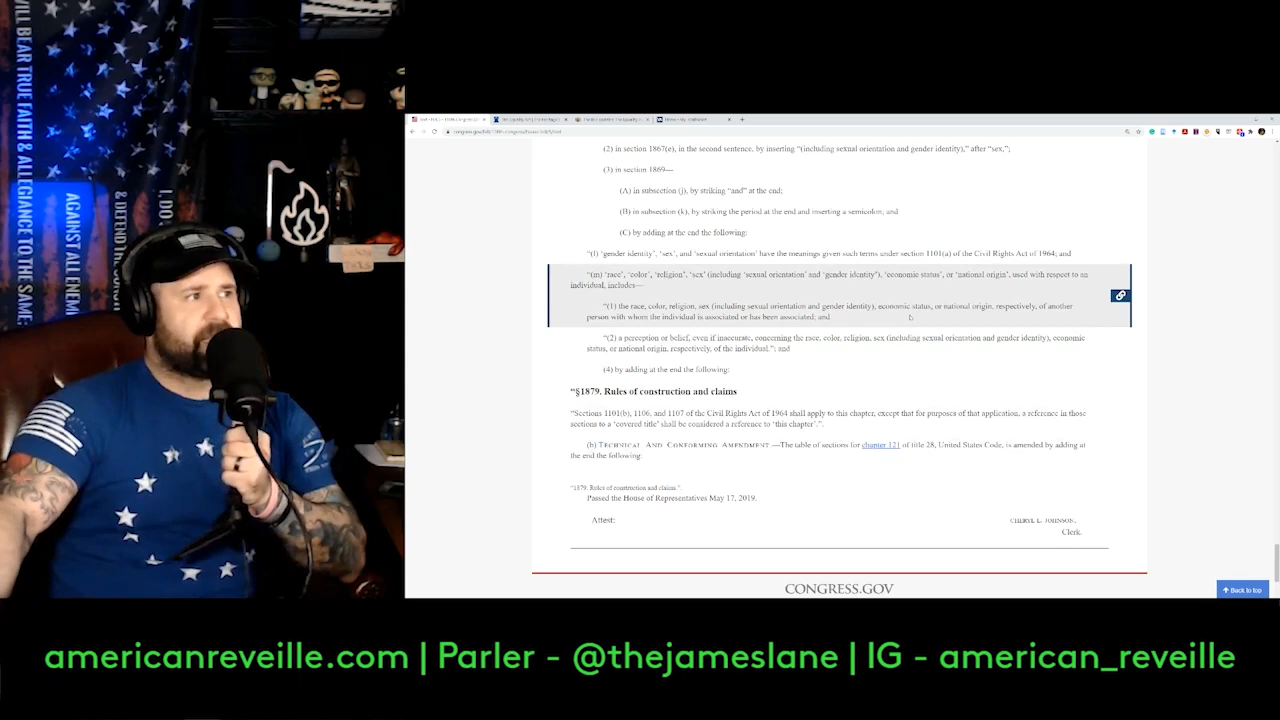 WILL BEAR TRUE FAITH & ALLEGIANCE TO THE
AGAINST ALL ENEM
& DEFEND
I, DO
"(2) in section 1867(e), in the second sentence, by inserting “(including sexual orientation and gender identity),” after “sex,”;
(3) in section 1869—
(A) in subsection (j), by striking “and” at the end;
(B) in subsection (k), by striking the period at the end and inserting a semicolon; and
(C) by adding at the end the following:
“(l) ‘gender identity’, ‘sex’, and ‘sexual orientation’ have the meanings given such terms under section 1101(a) of the Civil Rights Act of 1964; and
“(m) ‘race’, ‘color’, ‘religion’, ‘sex’ (including ‘sexual orientation’ and ‘gender identity’), ‘economic status’, or ‘national origin’, used with respect to an
individual, includes—
“(1) the race, color, religion, sex (including sexual orientation and gender identity), economic status, or national origin, respectively, of another
person with whom the individual is associated or has been associated; and
“(2) a perception or belief, even if inaccurate, concerning the race, color, religion, sex (including sexual orientation and gender identity), economic
status, or national origin, respectively, of the individual.”; and
(4) by adding at the end the following:
“§1879. Rules of construction and claims
“Sections 1101(b), 1106, and 1107 of the Civil Rights Act of 1964 shall apply to this chapter, except that for purposes of that application, a reference in those
sections to a ‘covered title’ shall be considered a reference to ‘this chapter’.”.
(b) TECHNICAL AND CONFORMING AMENDMENT.—The table of sections for chapter 121 of title 28, United States Code, is amended by adding at
the end the following:
“1879. Rules of construction and claims.”.
Passed the House of Representatives May 17, 2019.
Attest:
CHERYL L. JOHNSON,
Clerk.
CONGRESS.GOV
Back to top
americanreveille.com | Parler - @thejameslane | IG - american_reveille